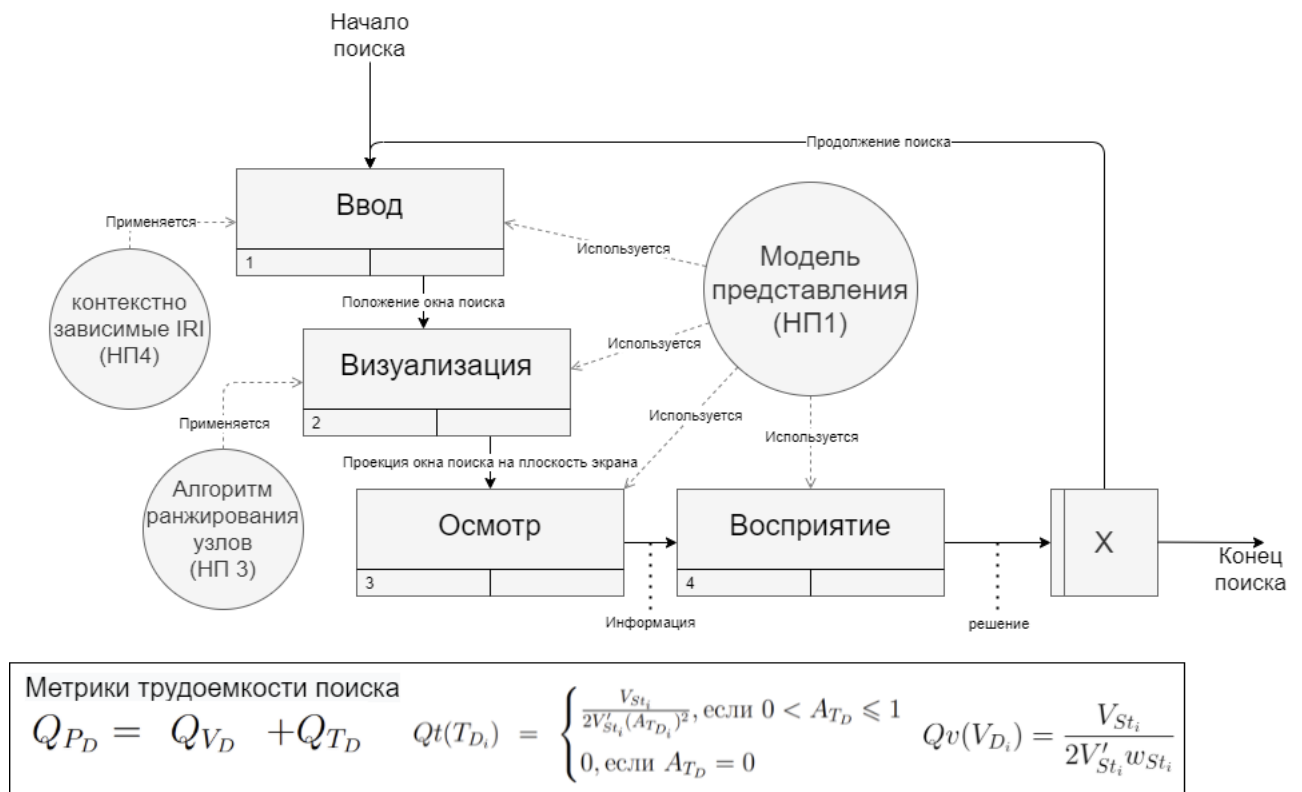 Начало
поиска
Продолжение поиска
Ввод
1
Применяется
Используется
контекстно
зависимые IRI
(НП4)
Модель
представления
(НП1)
Положение окна поиска
Визуализация
2
Используется
Применяется
Используется
Используется
Проекция окна поиска на плоскость экрана
Алгоритм
ранжирования
узлов
(НП 3)
Осмотр
3
Восприятие
4
X
Конец
поиска
Информация
решение
Метрики трудоемкости поиска
Q_{P_D} = Q_{V_D} + Q_{T_D}
Qt(T_{D_i}) = { \frac{V_{St_i}}{2V'_{St_i}(A_{T_{D_i}})^2}, если 0 < A_{T_D} ⩽ 1
0, если A_{T_D} = 0
Qv(V_{D_i}) = \frac{V_{St_i}}{2V'_{St_i}w_{St_i}}